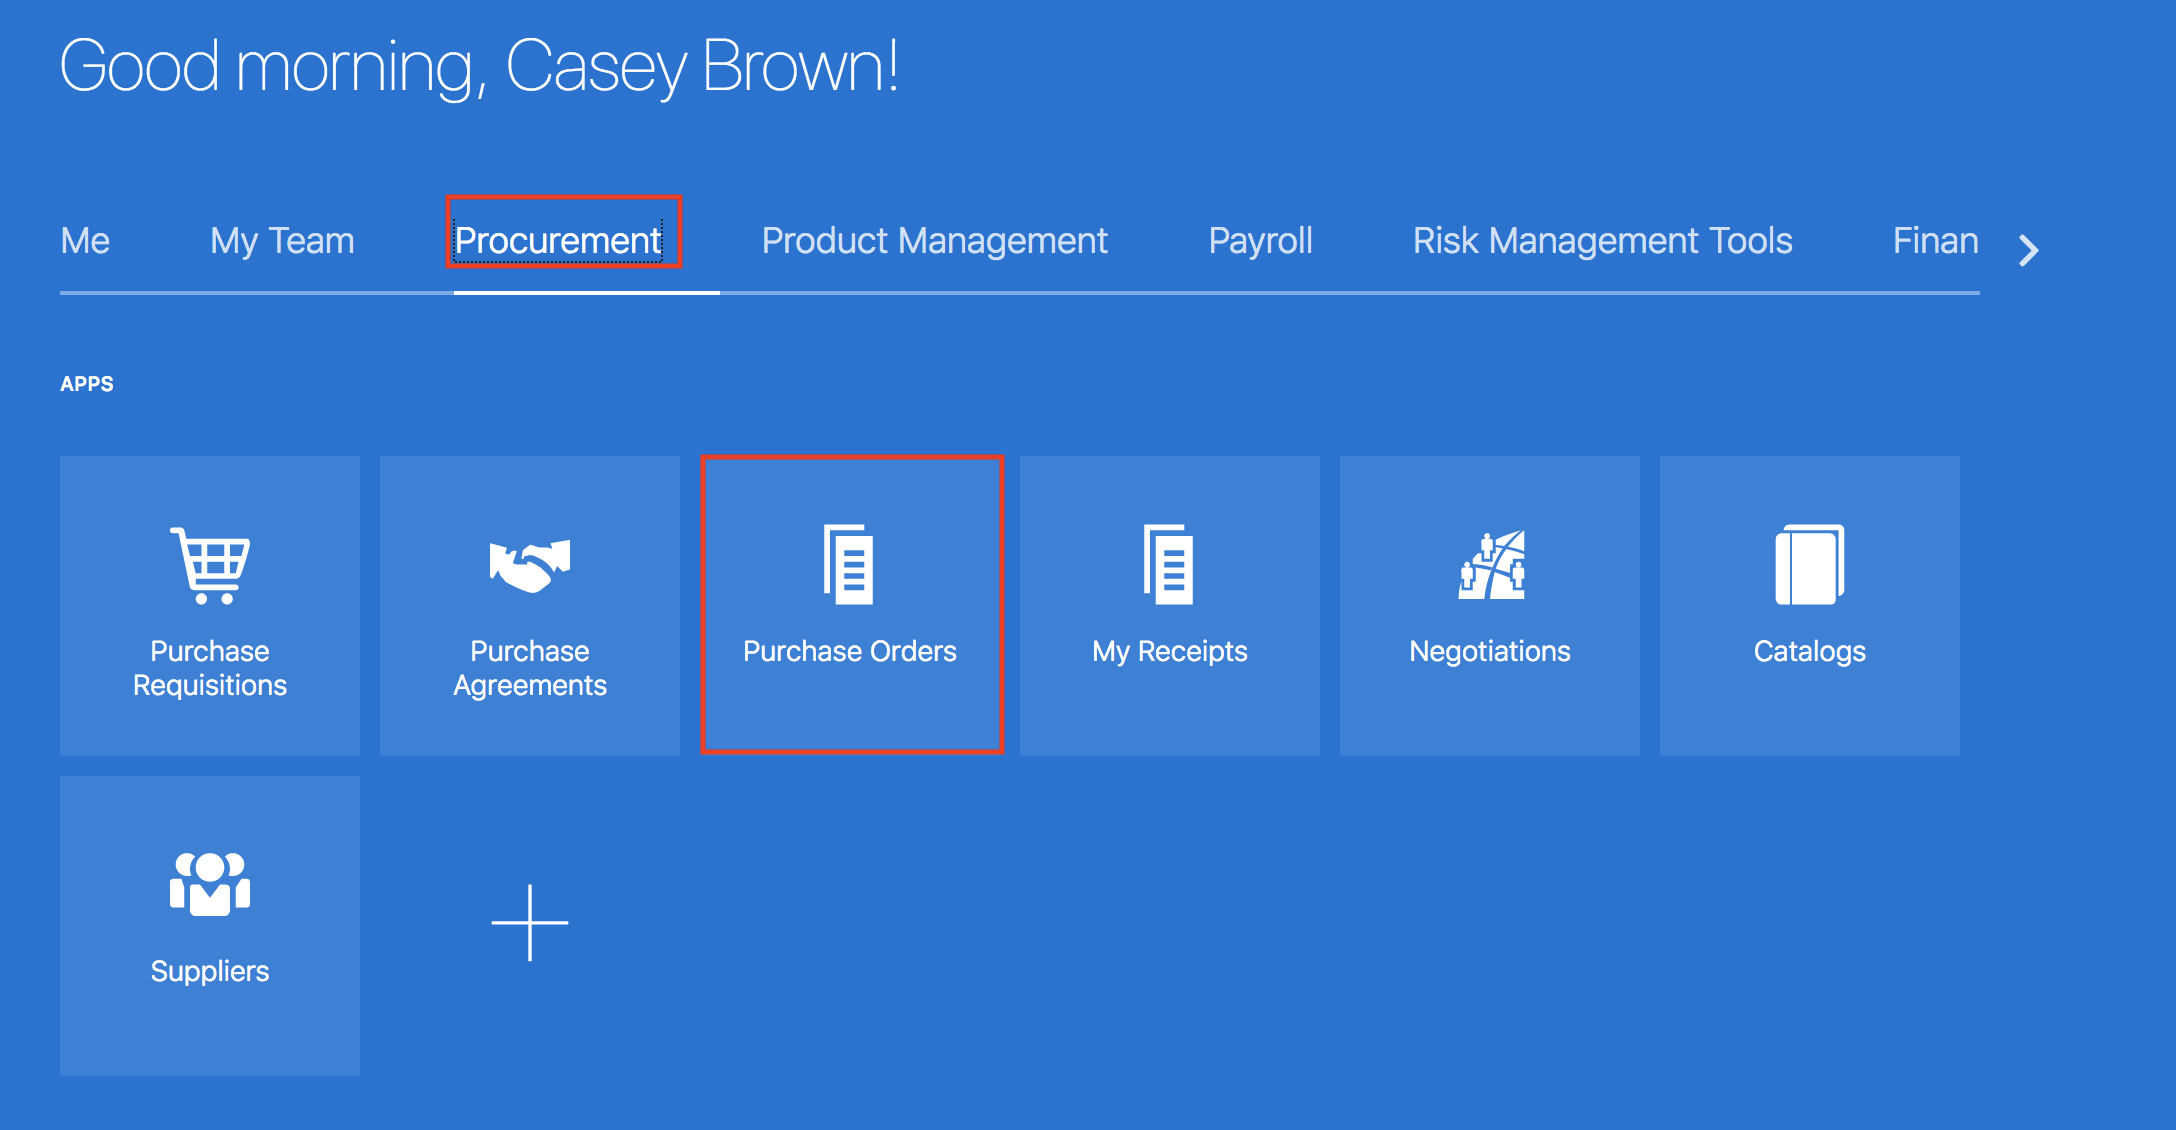 Good morning, Casey Brown!
Me My Team Procurement Product Management Payroll Risk Management Tools Finan
APPS
Purchase Requisitions
Purchase Agreements
Purchase Orders
My Receipts
Negotiations
Catalogs
Suppliers